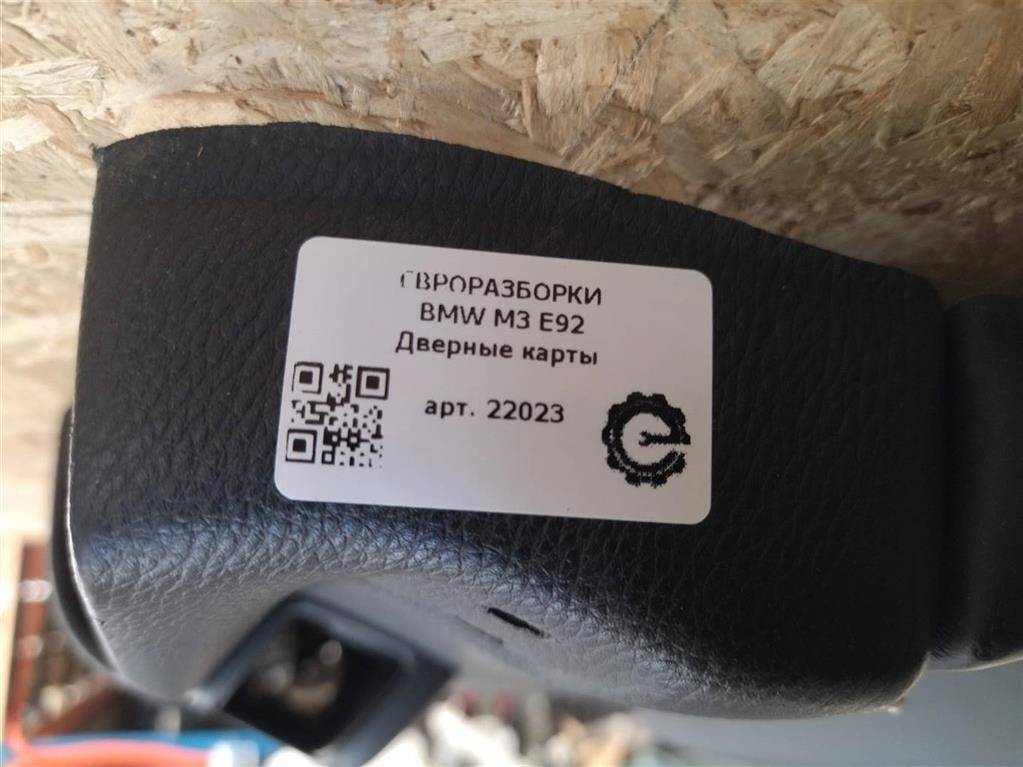 ЕВРОРАЗБОРКИ
BMW M3 E92
Дверные карты
арт. 22023